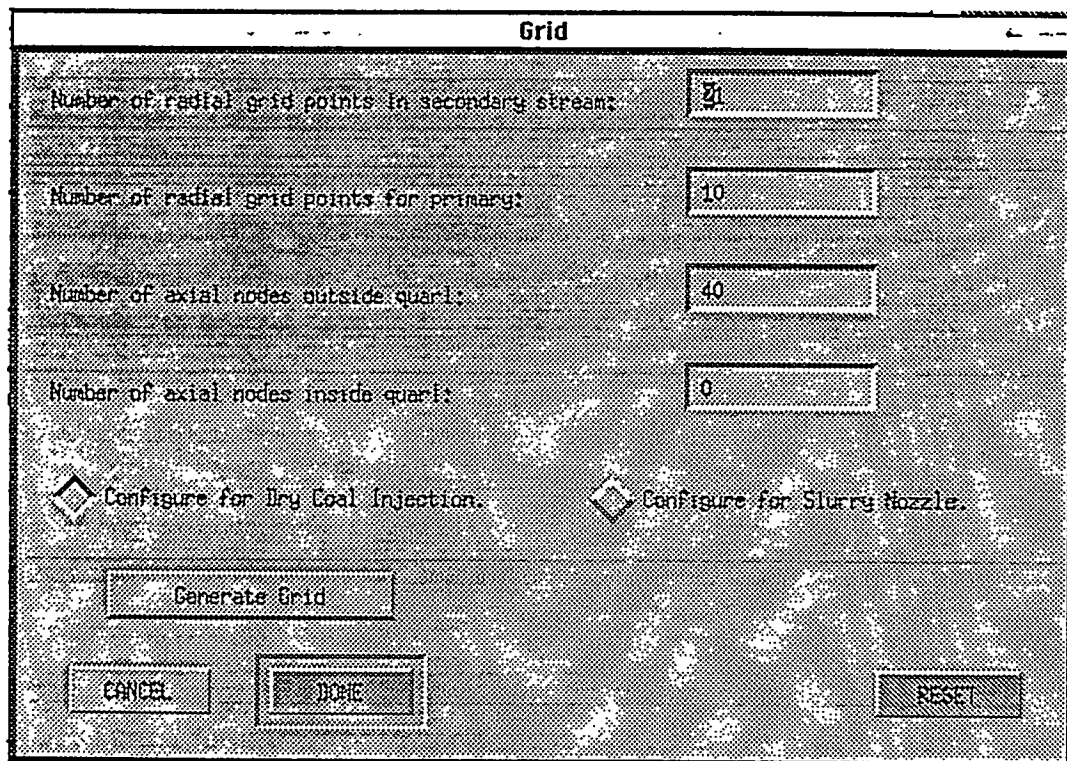 Grid
Number of radial grid points in secondary stream: 21
Number of radial grid points for primary: 10
Number of axial nodes outside quarl: 40
Number of axial nodes inside quarl: 0
Configure for Dry Coal Injection. Configure for Slurry Nozzle.
Generate Grid
CANCEL DONE RESET